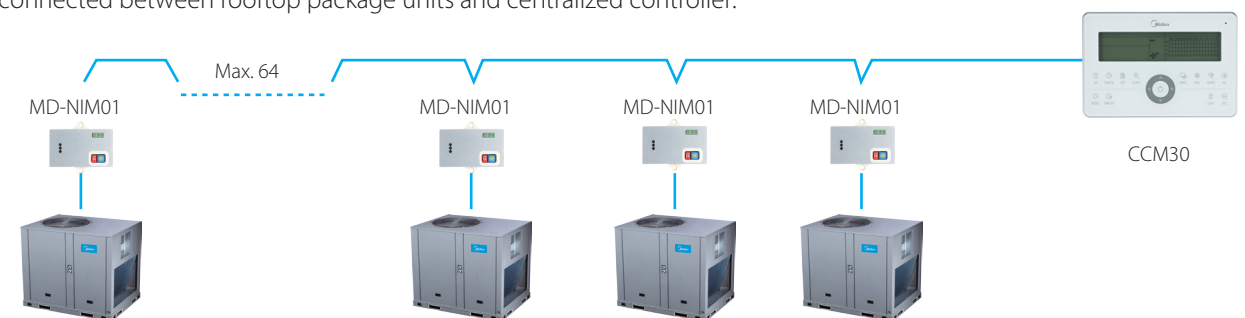 connected between rooftop package units and centralized controller.
Midea
Max. 64
MD-NIM01
MD-NIM01
MD-NIM01
MD-NIM01
CCM30